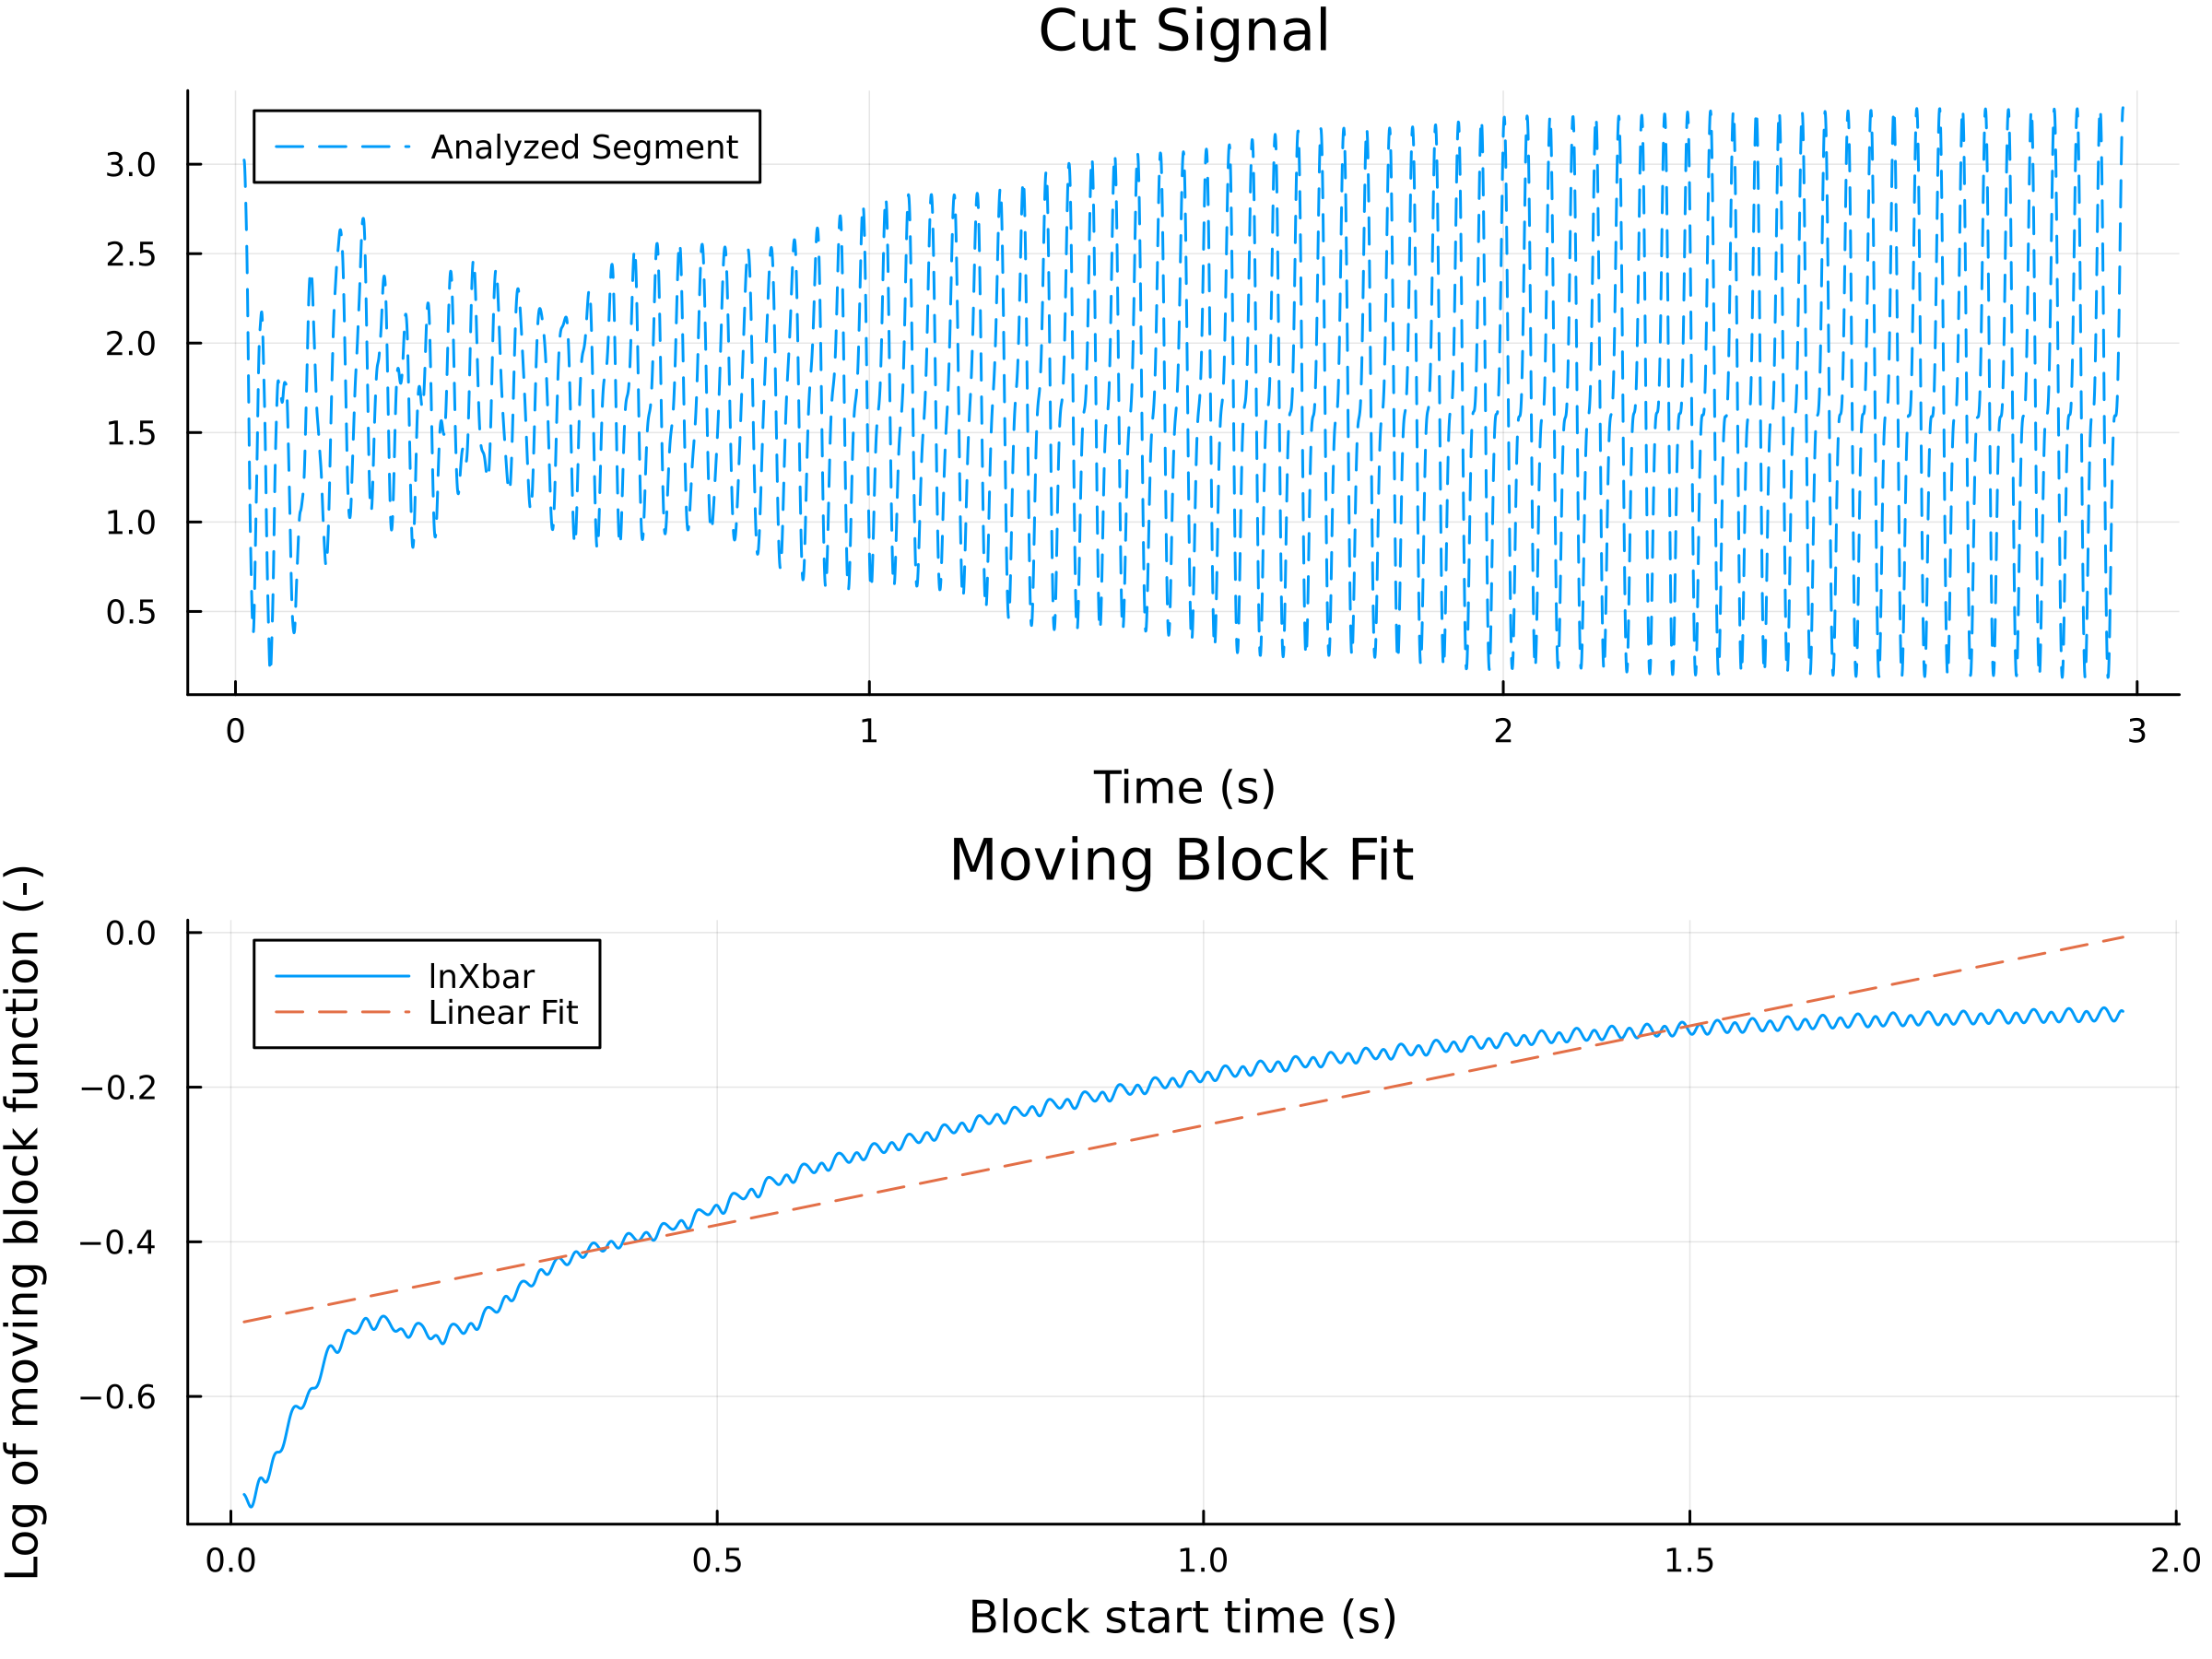 Cut Signal
Analyzed Segment
3.0
2.5
2.0
1.5
1.0
0.5
0 1 2 3
Time (s)
Moving Block Fit
Log of moving block function (-)
lnXbar
Linear Fit
0.0
−0.2
−0.4
−0.6
0.0 0.5 1.0 1.5 2.0
Block start time (s)